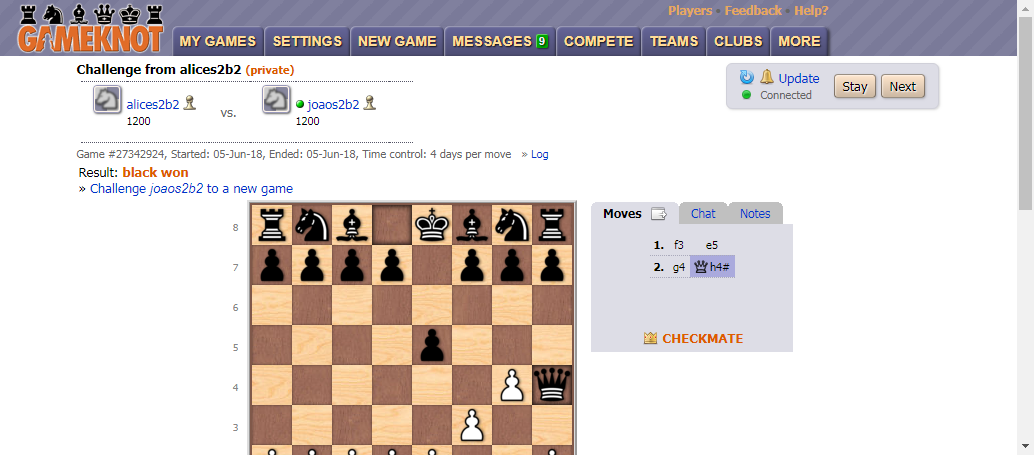 Players • Feedback • Help?
GAMEKNOT
MY GAMES SETTINGS NEW GAME MESSAGES 9 COMPETE TEAMS CLUBS MORE
Challenge from alices2b2 (private)
alices2b2 vs. joaos2b2
1200 1200
Update
Connected
Stay Next
Game #27342924, Started: 05-Jun-18, Ended: 05-Jun-18, Time control: 4 days per move » Log
Result: black won
» Challenge joaos2b2 to a new game
Moves Chat Notes
1. f3 e5
2. g4 ♛h4#
CHECKMATE
8
7
6
5
4
3